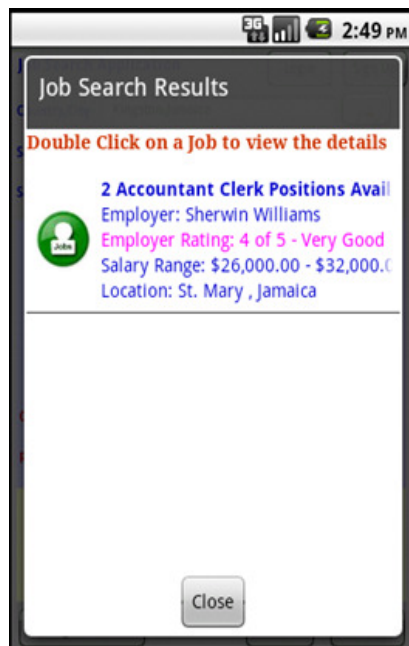 3G 2:49 PM
Job Search Results
Double Click on a Job to view the details
2 Accountant Clerk Positions Avail
Employer: Sherwin Williams
Jobs
Employer Rating: 4 of 5 - Very Good
Salary Range: $26,000.00 - $32,000.0
Location: St. Mary , Jamaica
Close